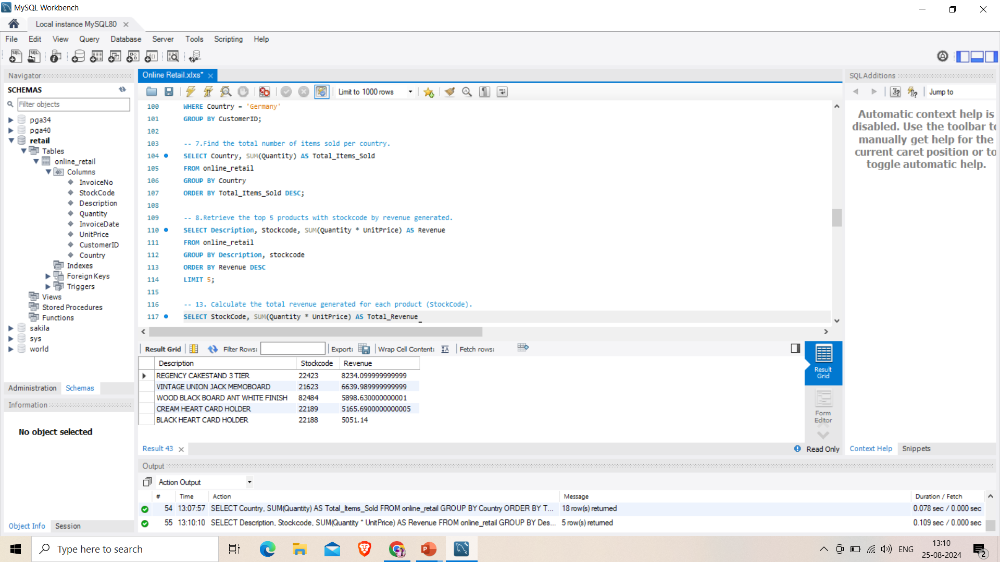 MySQL Workbench
Local instance MySQL80
File Edit View Query Database Server Tools Scripting Help
Navigator
SCHEMAS
Filter objects
pga34
pga40
retail
Tables
online_retail
Columns
InvoiceNo
StockCode
Description
Quantity
InvoiceDate
UnitPrice
CustomerID
Country
Indexes
Foreign Keys
Triggers
Views
Stored Procedures
Functions
sakila
sys
world
Administration Schemas
Information
No object selected
Object Info Session
Online Retail.xlxs*
Limit to 1000 rows
100 WHERE Country = 'Germany'
101 GROUP BY CustomerID;
102
103 -- 7.Find the total number of items sold per country.
104 SELECT Country, SUM(Quantity) AS Total_Items_Sold
105 FROM online_retail
106 GROUP BY Country
107 ORDER BY Total_Items_Sold DESC;
108
109 -- 8.Retrieve the top 5 products with stockcode by revenue generated.
110 SELECT Description, Stockcode, SUM(Quantity * UnitPrice) AS Revenue
111 FROM online_retail
112 GROUP BY Description, stockcode
113 ORDER BY Revenue DESC
114 LIMIT 5;
115
116 -- 13. Calculate the total revenue generated for each product (StockCode).
117 SELECT StockCode, SUM(Quantity * UnitPrice) AS Total_Revenue
Result Grid Filter Rows: Export: Wrap Cell Content: Fetch rows:
Description Stockcode Revenue
REGENCY CAKESTAND 3 TIER 22423 8234.099999999999
VINTAGE UNION JACK MEMOBOARD 21623 6639.989999999999
WOOD BLACK BOARD ANT WHITE FINISH 82484 5898.630000000001
CREAM HEART CARD HOLDER 22189 5165.6900000000005
BLACK HEART CARD HOLDER 22188 5051.14
Result Grid
Form Editor
Result 43
Read Only
SQLAdditions
Jump to
Automatic context help is
disabled. Use the toolbar to
manually get help for the
current caret position or to
toggle automatic help.
Context Help Snippets
Output
Action Output
# Time Action Message Duration / Fetch
54 13:07:57 SELECT Country, SUM(Quantity) AS Total_Items_Sold FROM online_retail GROUP BY Country ORDER BY T... 18 row(s) returned 0.078 sec / 0.000 sec
55 13:10:10 SELECT Description, Stockcode, SUM(Quantity * UnitPrice) AS Revenue FROM online_retail GROUP BY Des... 5 row(s) returned 0.109 sec / 0.000 sec
Type here to search
ENG
13:10
25-08-2024
2